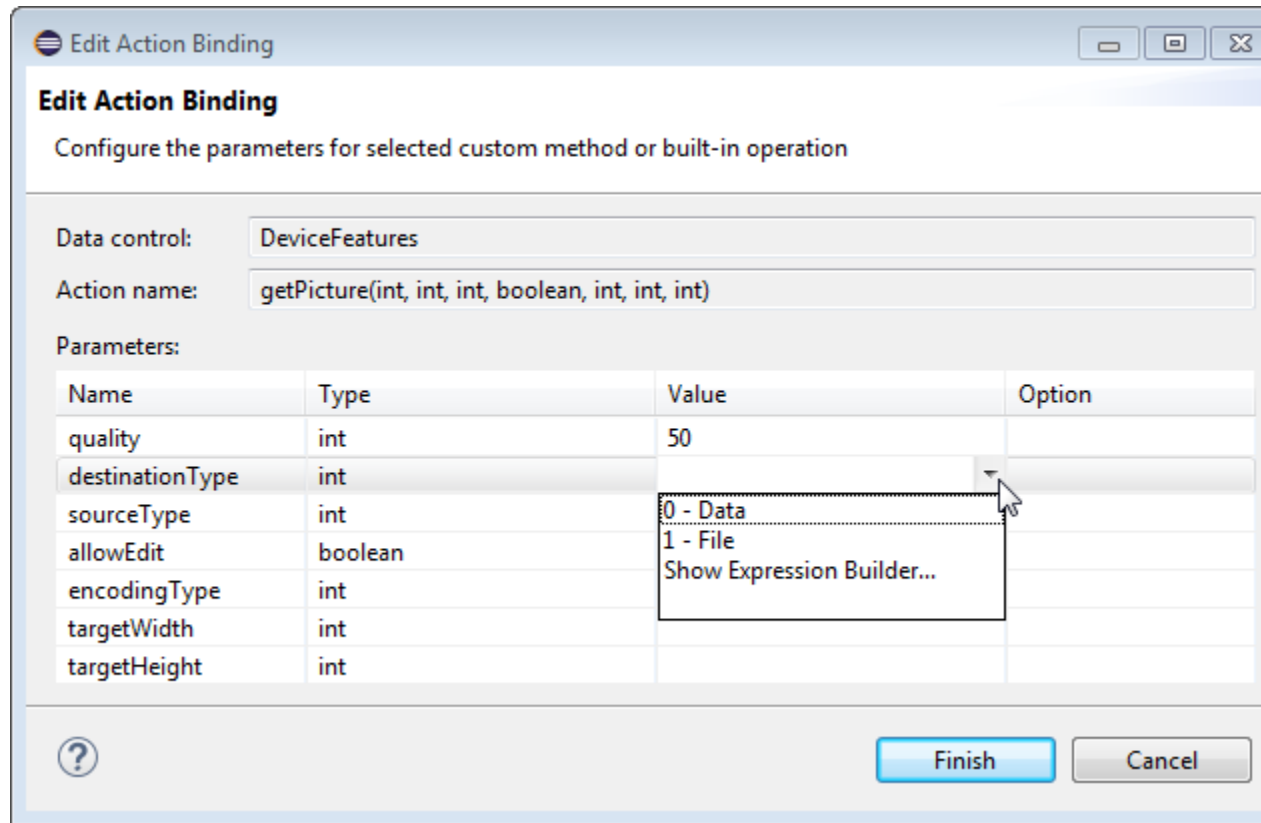 Edit Action Binding
Edit Action Binding
Configure the parameters for selected custom method or built-in operation
Data control: DeviceFeatures
Action name: getPicture(int, int, int, boolean, int, int, int)
Parameters:
Name Type Value Option
quality int 50
destinationType int
sourceType int 0 - Data
allowEdit boolean 1 - File
encodingType int Show Expression Builder...
targetWidth int
targetHeight int
? Finish Cancel